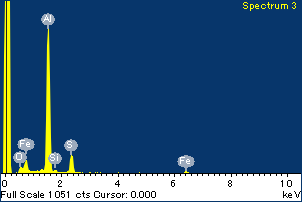 Spectrum 3
Al
Fe
O
Si
S
Fe
0 2 4 6 8 10
Full Scale 1051 cts Cursor: 0.000 keV